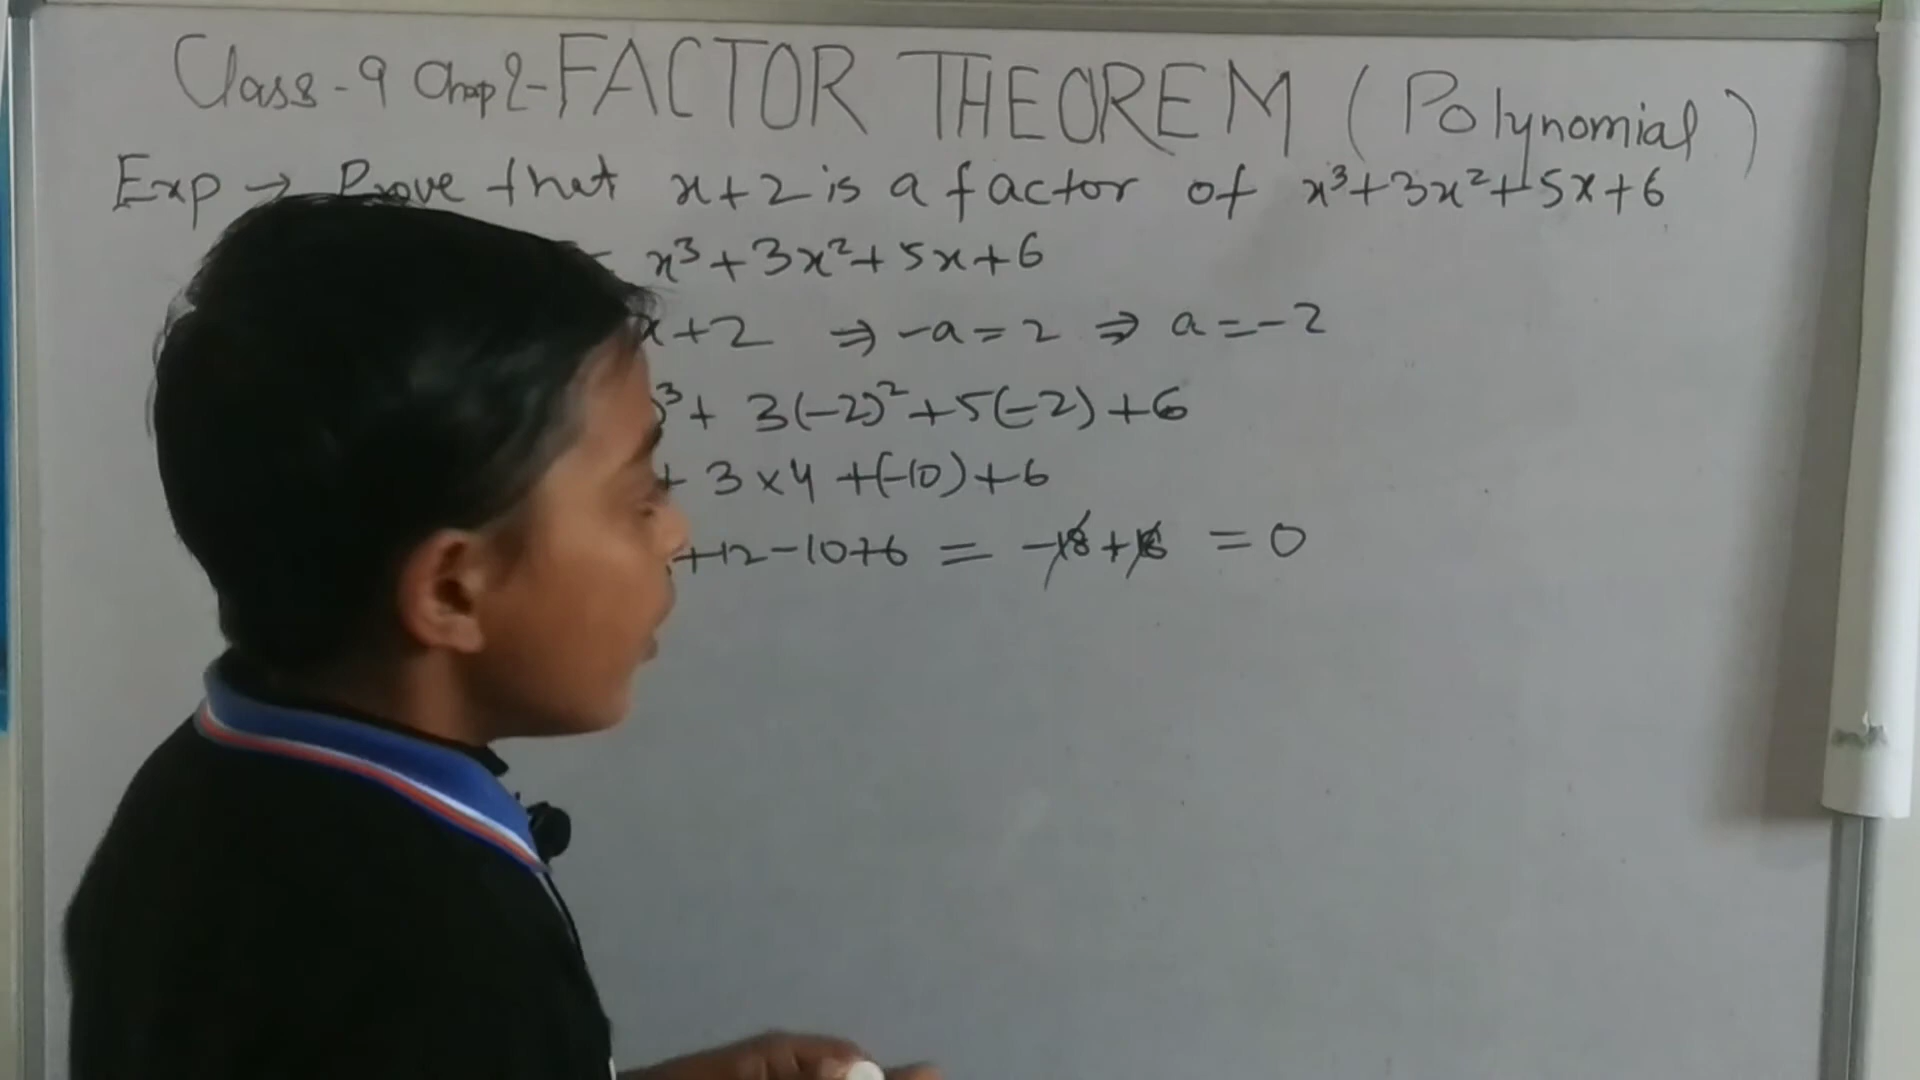 Class-9 Chap 2-FACTOR THEOREM (Polynomial)
Exp → Prove that x+2 is a factor of x³+3x²+5x+6
= x³+3x²+5x+6
x+2 ⇒ -a=2 ⇒ a=-2
)³+ 3(-2)²+5(-2)+6
+ 3×4 +(-10)+6
+12-10+6 = -18+18 =0